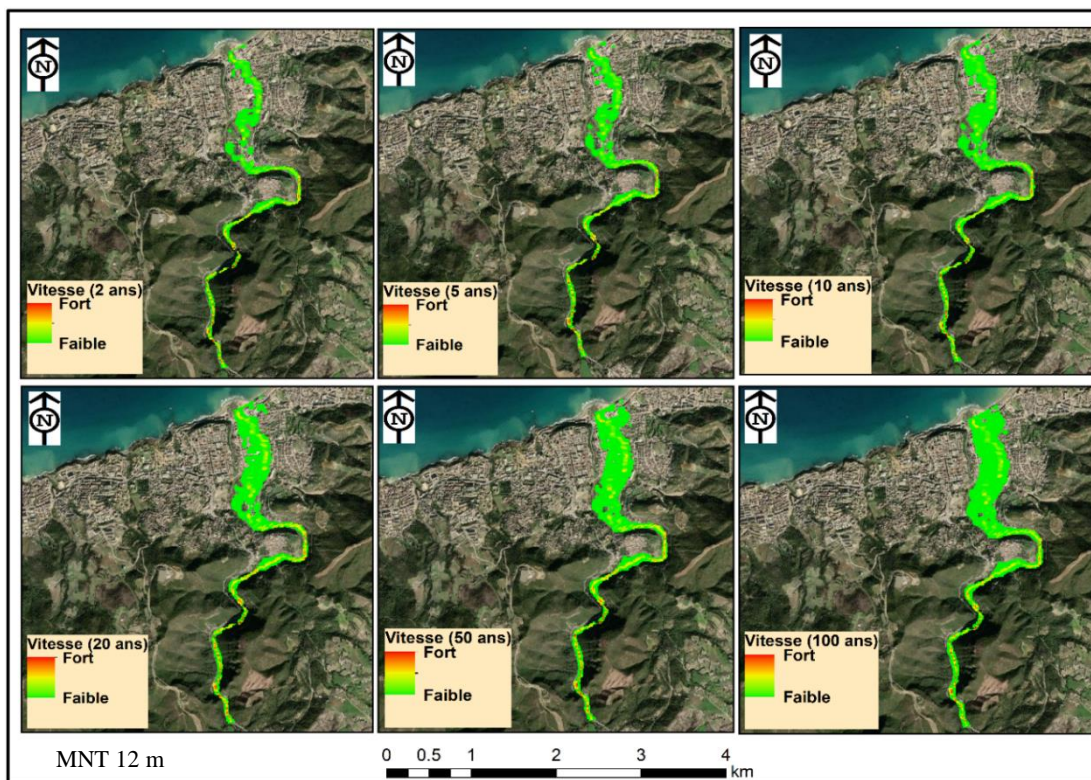 N
N
N
Vitesse (2 ans)
Fort
Faible
Vitesse (5 ans)
Fort
Faible
Vitesse (10 ans)
Fort
Faible
N
N
N
Vitesse (20 ans)
Fort
Faible
Vitesse (50 ans)
Fort
Faible
Vitesse (100 ans)
Fort
Faible
MNT 12 m
0 0.5 1 2 3 4
km